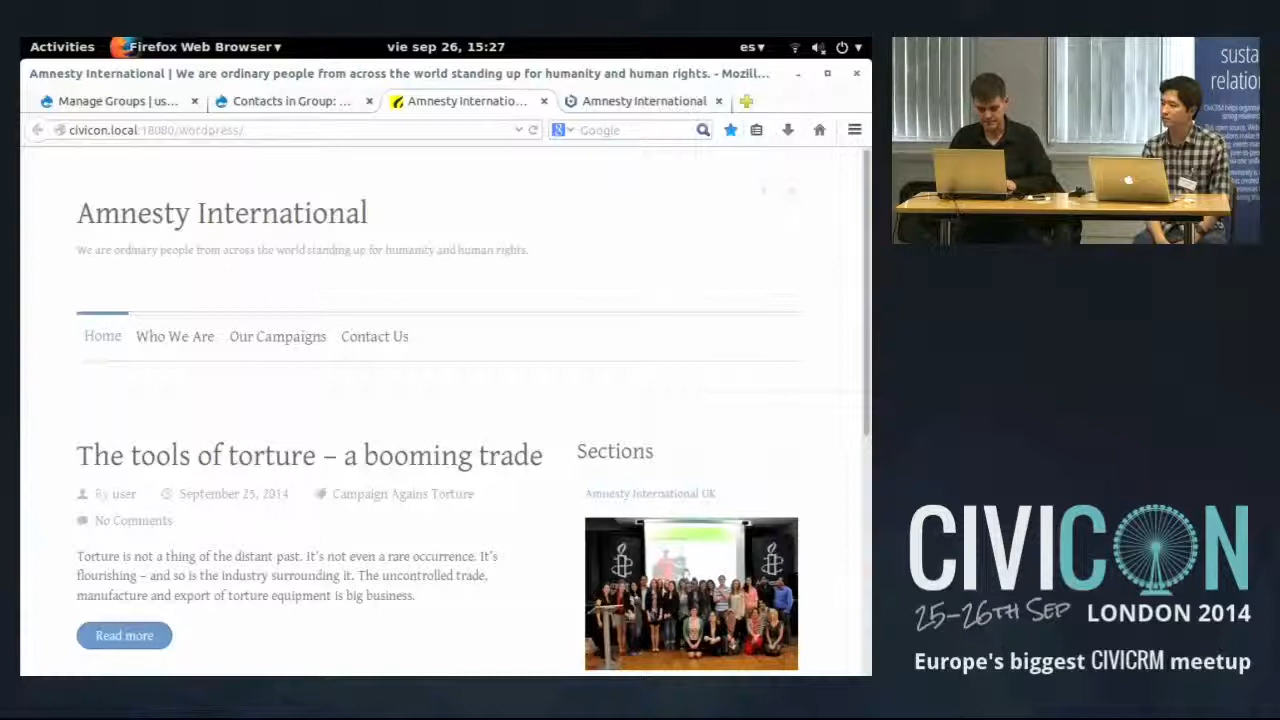 Activities Firefox Web Browser ▾ vie sep 26, 15:27 es ▾
Amnesty International | We are ordinary people from across the world standing up for humanity and human rights. - Mozill...
Manage Groups | us... × Contacts in Group: ... × Amnesty Internatio... × Amnesty International ×
civicon.local:18080/wordpress/ Google
Amnesty International
We are ordinary people from across the world standing up for humanity and human rights.
Home Who We Are Our Campaigns Contact Us
The tools of torture – a booming trade
By user September 25, 2014 Campaign Agains Torture
No Comments
Torture is not a thing of the distant past. It's not even a rare occurrence. It's
flourishing – and so is the industry surrounding it. The uncontrolled trade,
manufacture and export of torture equipment is big business.
Read more
Sections
Amnesty International UK
susta
relation
CIVICON
25-26TH SEP LONDON 2014
Europe's biggest CIVICRM meetup